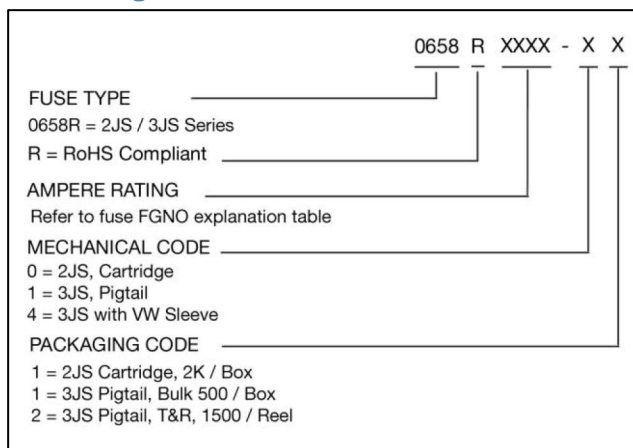 0658 R XXXX - X X
FUSE TYPE
0658R = 2JS / 3JS Series
R = RoHS Compliant
AMPERE RATING
Refer to fuse FGNO explanation table
MECHANICAL CODE
0 = 2JS, Cartridge
1 = 3JS, Pigtail
4 = 3JS with VW Sleeve
PACKAGING CODE
1 = 2JS Cartridge, 2K / Box
1 = 3JS Pigtail, Bulk 500 / Box
2 = 3JS Pigtail, T&R, 1500 / Reel